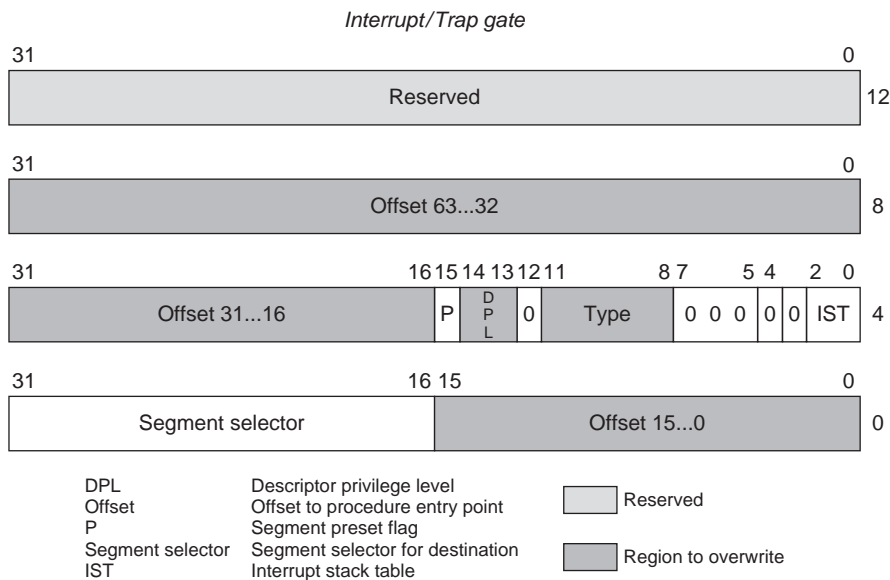 Interrupt/Trap gate
31 0
Reserved 12
31 0
Offset 63...32 8
31 16 15 14 13 12 11 8 7 5 4 2 0
Offset 31...16 P DPL 0 Type 0 0 0 0 0 IST 4
31 16 15 0
Segment selector Offset 15...0 0
DPL Descriptor privilege level
Offset Offset to procedure entry point
P Segment preset flag
Segment selector Segment selector for destination
IST Interrupt stack table
Reserved
Region to overwrite